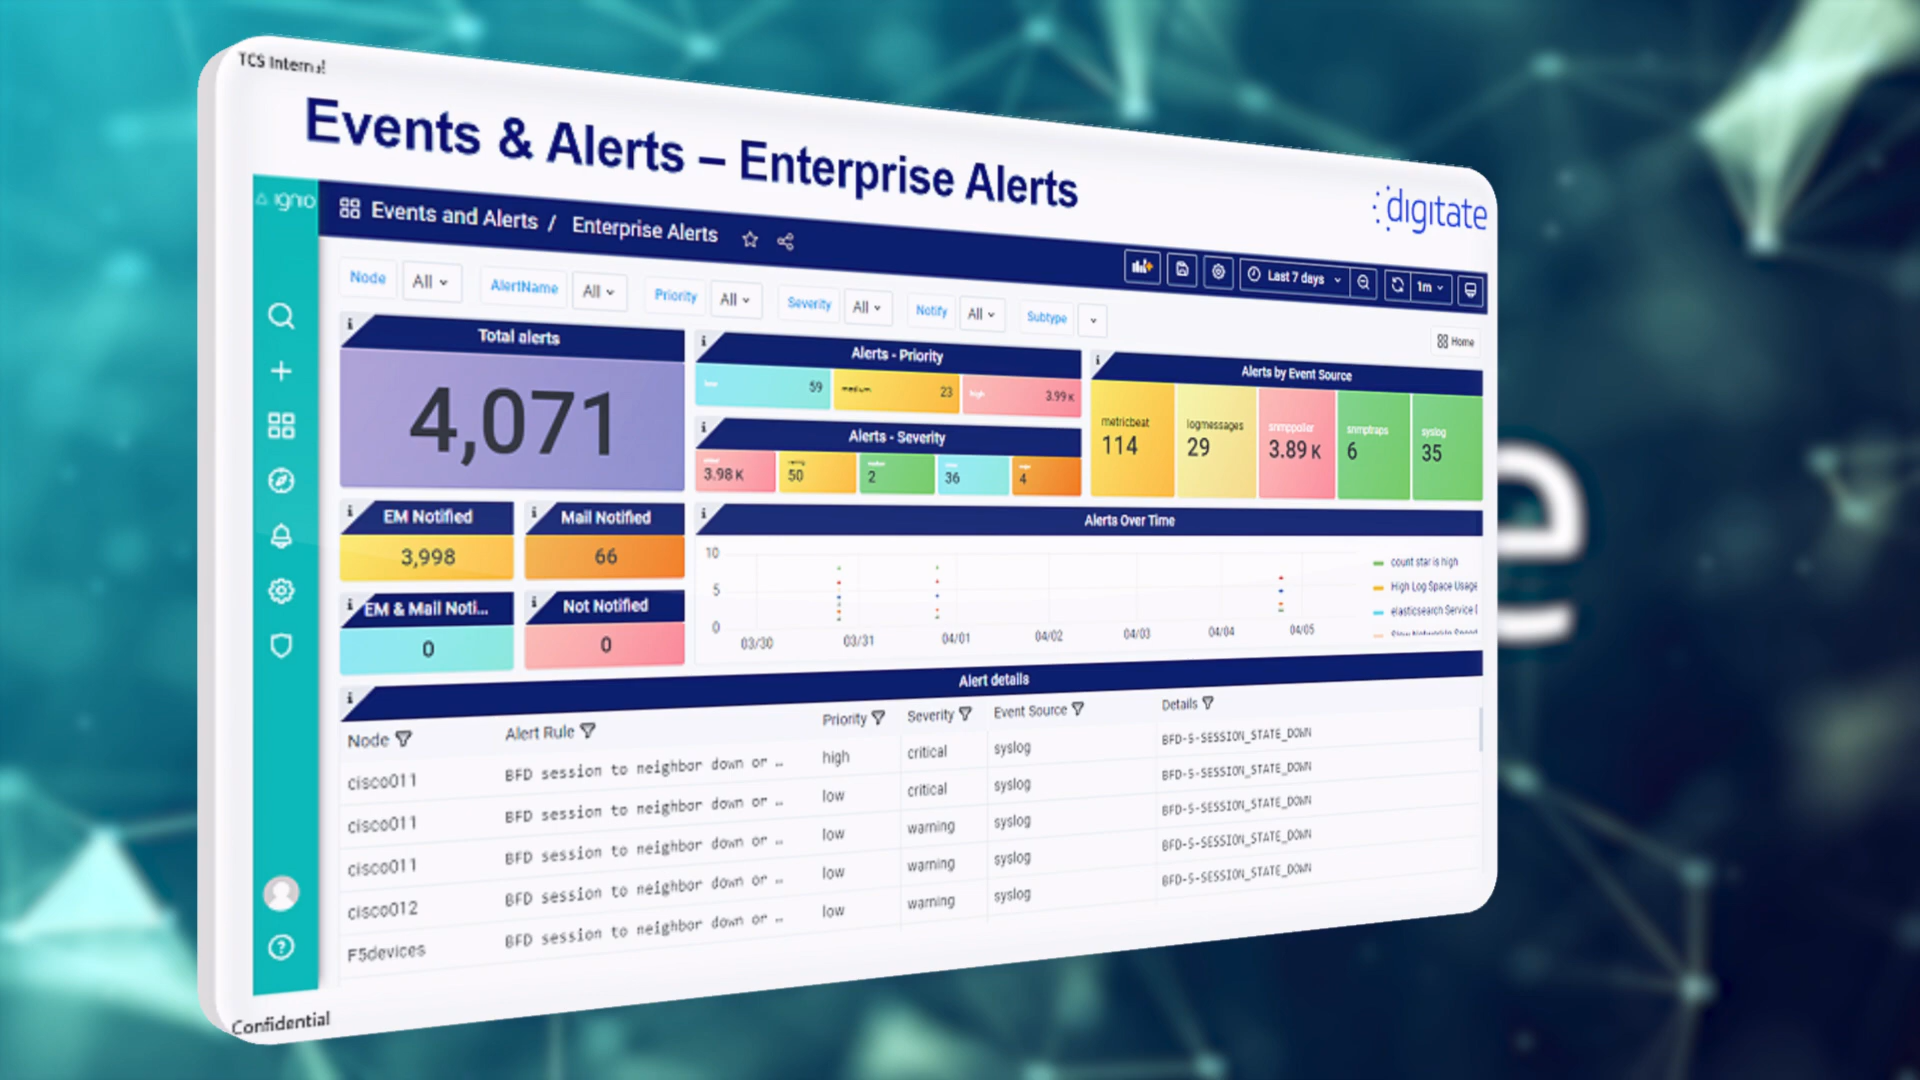 TCS Internal
Events & Alerts – Enterprise Alerts
digitate
ignio
Events and Alerts / Enterprise Alerts
Last 7 days
1m
Node All AlertName All Priority All Severity All Notify All Subtype
Home
Total alerts
4,071
Alerts - Priority
59
medium 23
high 3.99 K
Alerts - Severity
3.98 K
50
2
36
4
Alerts by Event Source
metricbeat 114
logmessages 29
snmppoller 3.89 K
snmptraps 6
syslog 35
EM Notified
3,998
Mail Notified
66
EM & Mail Noti...
0
Not Notified
0
Alerts Over Time
10
5
0
03/30 03/31 04/01 04/02 04/03 04/04 04/05
count star is high
High Log Space Usage
elasticsearch Service
Alert details
Node Alert Rule Priority Severity Event Source Details
cisco011 BFD session to neighbor down or … high critical syslog BFD-5-SESSION_STATE_DOWN
cisco011 BFD session to neighbor down or … low critical syslog BFD-5-SESSION_STATE_DOWN
cisco011 BFD session to neighbor down or … low warning syslog BFD-5-SESSION_STATE_DOWN
cisco012 BFD session to neighbor down or … low warning syslog BFD-5-SESSION_STATE_DOWN
F5devices BFD session to neighbor down or … low warning syslog BFD-5-SESSION_STATE_DOWN
Confidential
e